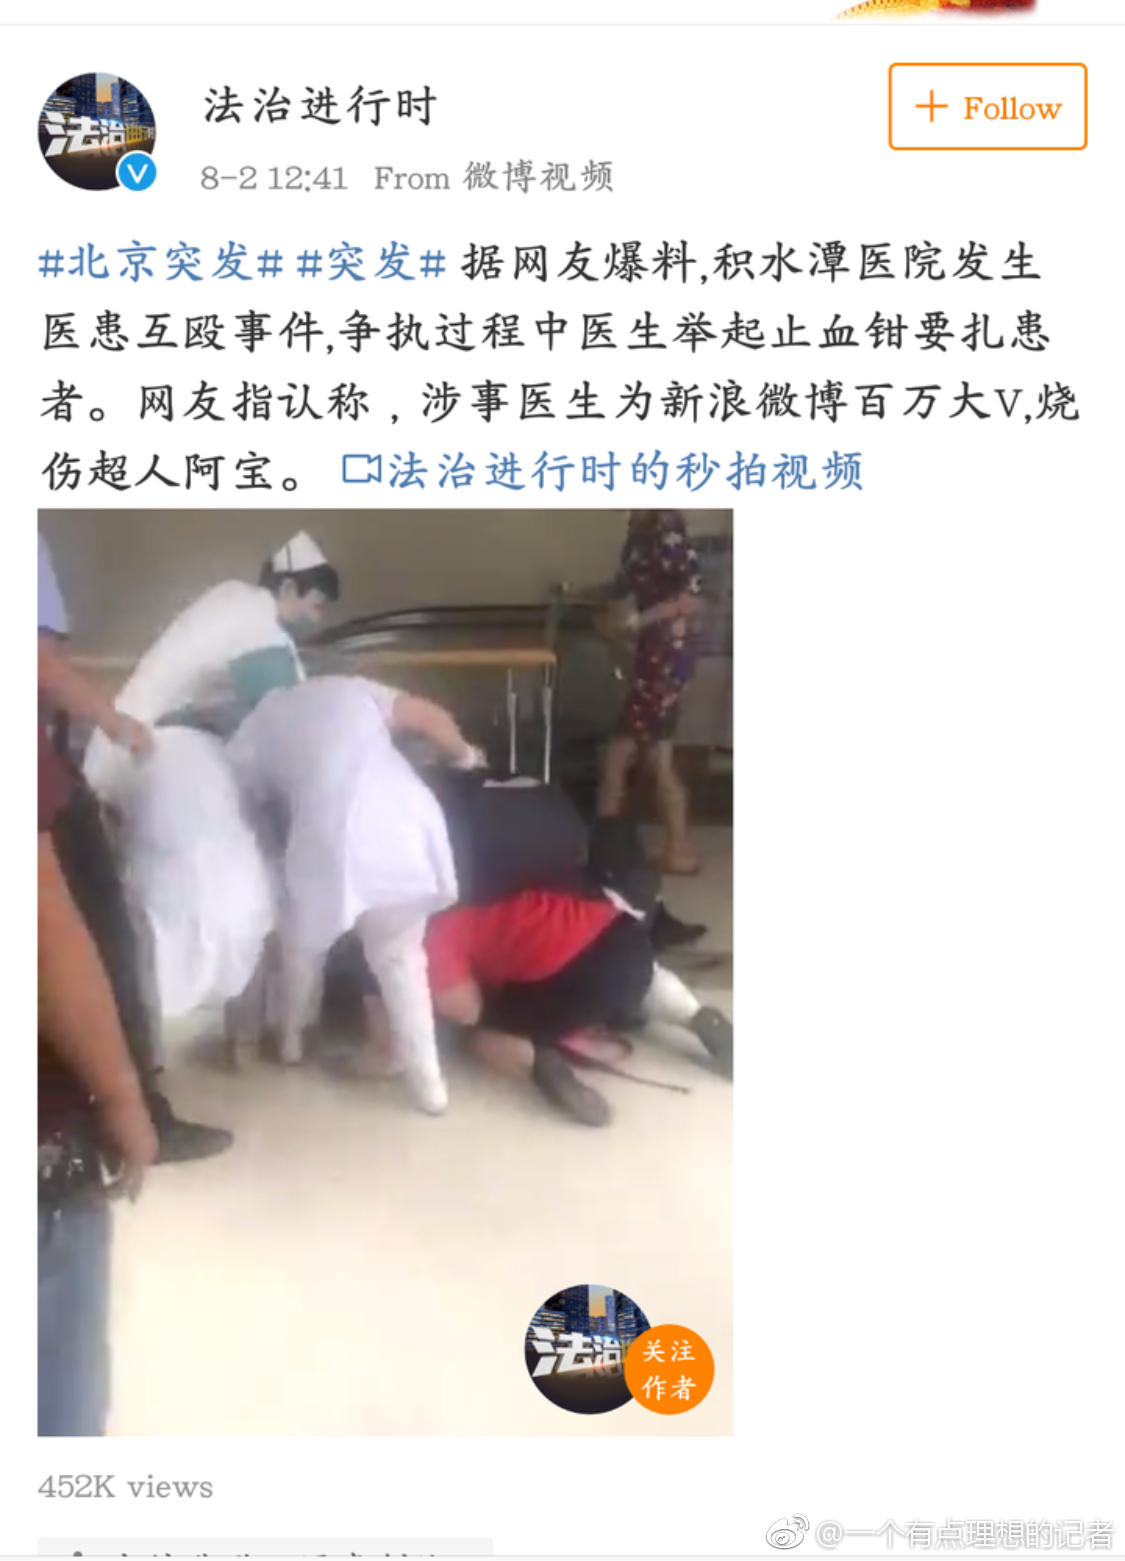 法治进行时
+ Follow
8-2 12:41 From 微博视频
#北京突发# #突发# 据网友爆料,积水潭医院发生
医患互殴事件,争执过程中医生举起止血钳要扎患
者。网友指认称，涉事医生为新浪微博百万大V,烧
伤超人阿宝。 法治进行时的秒拍视频
法治
法治
关注
作者
452K views
@一个有点理想的记者